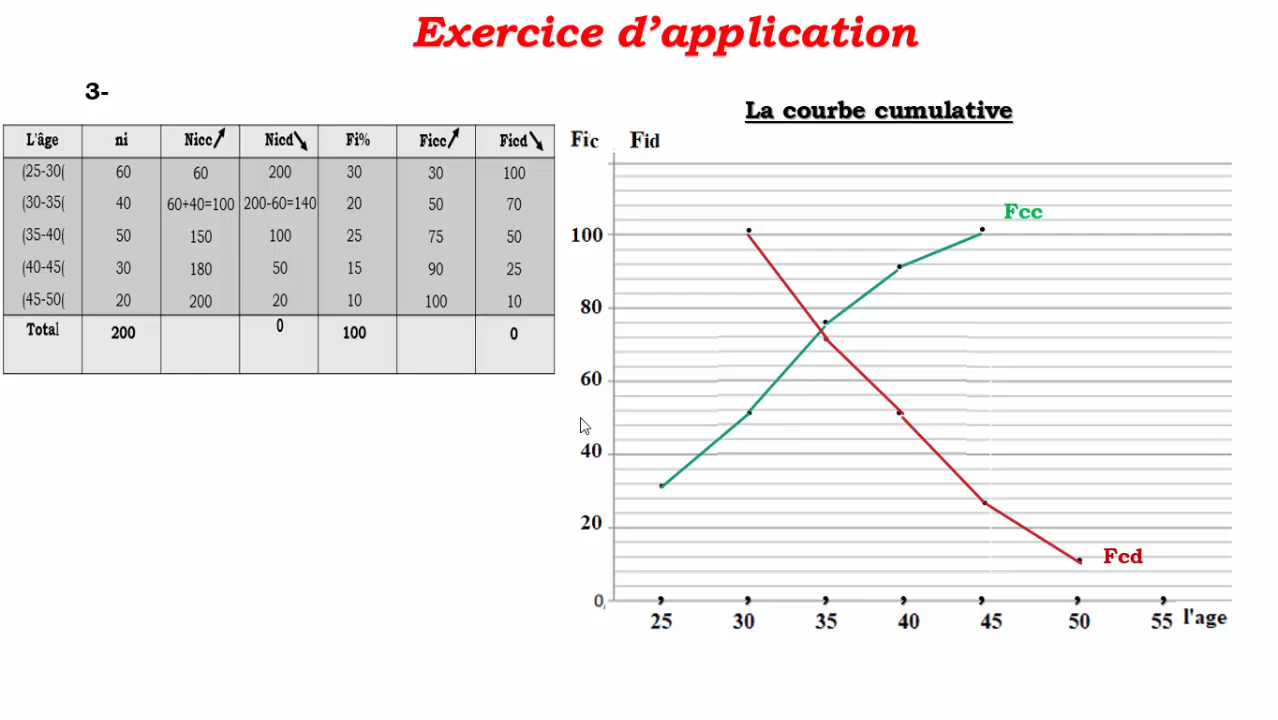 Exercice d’application
3-
L'âge ni Nicc Nicd Fi% Ficc Ficd
(25-30( 60 60 200 30 30 100
(30-35( 40 60+40=100 200-60=140 20 50 70
(35-40( 50 150 100 25 75 50
(40-45( 30 180 50 15 90 25
(45-50( 20 200 20 10 100 10
Total 200 0 100 0
La courbe cumulative
Fic Fid
Fcc
100
80
60
40
20
Fcd
0
25 30 35 40 45 50 55 l'age